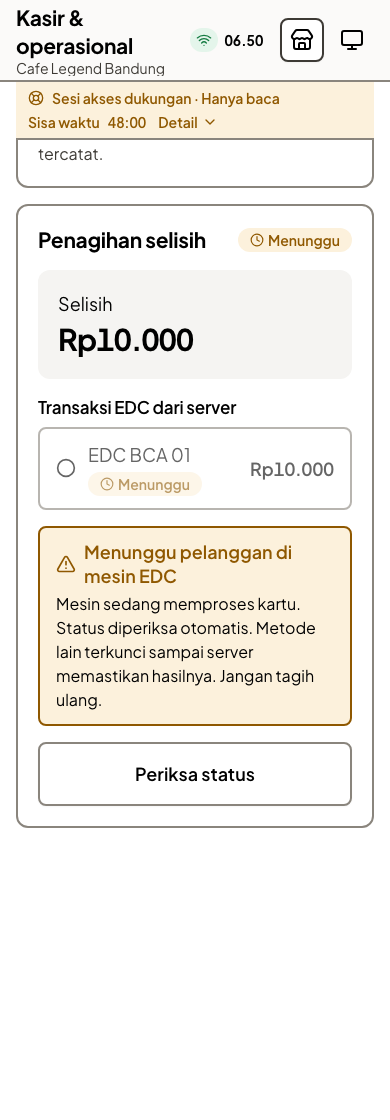 Kasir &
operasional
Cafe Legend Bandung
06.50
Sesi akses dukungan · Hanya baca
Sisa waktu 48:00 Detail
tercatat.
Penagihan selisih
Menunggu
Selisih
Rp10.000
Transaksi EDC dari server
EDC BCA 01
Menunggu
Rp10.000
Menunggu pelanggan di
mesin EDC
Mesin sedang memproses kartu.
Status diperiksa otomatis. Metode
lain terkunci sampai server
memastikan hasilnya. Jangan tagih
ulang.
Periksa status